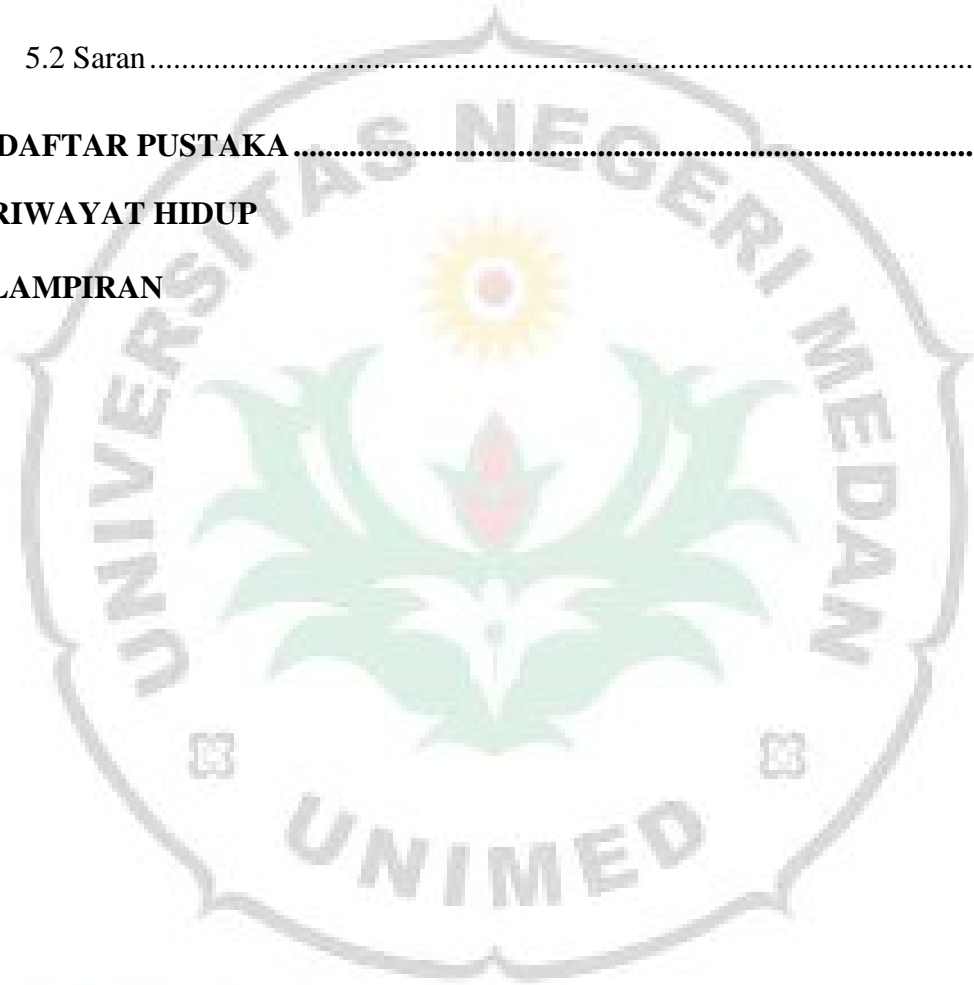 5.2 Saran........................................................................................................
DAFTAR PUSTAKA.....................................................................................
RIWAYAT HIDUP
LAMPIRAN
UNIVERSITAS NEGERI MEDAN
UNIMED